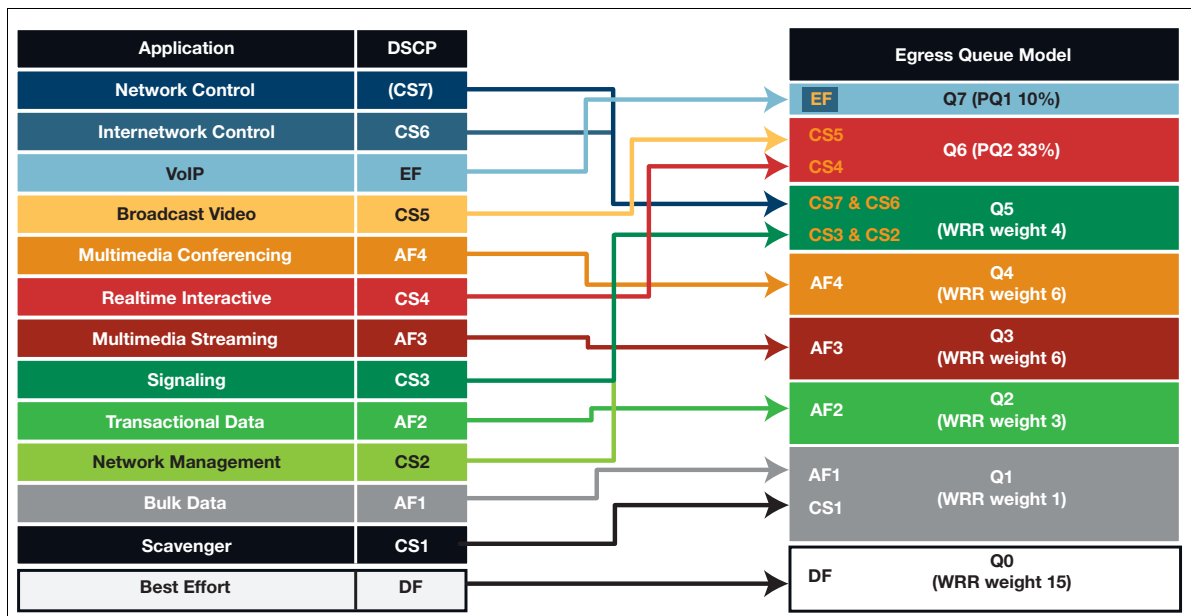 Application DSCP
Network Control (CS7)
Internetwork Control CS6
VoIP EF
Broadcast Video CS5
Multimedia Conferencing AF4
Realtime Interactive CS4
Multimedia Streaming AF3
Signaling CS3
Transactional Data AF2
Network Management CS2
Bulk Data AF1
Scavenger CS1
Best Effort DF
Egress Queue Model
EF Q7 (PQ1 10%)
CS5
Q6 (PQ2 33%)
CS4
CS7 & CS6 Q5
CS3 & CS2 (WRR weight 4)
Q4
AF4 (WRR weight 6)
Q3
AF3 (WRR weight 6)
Q2
AF2 (WRR weight 3)
AF1 Q1
(WRR weight 1)
CS1
Q0
DF (WRR weight 15)